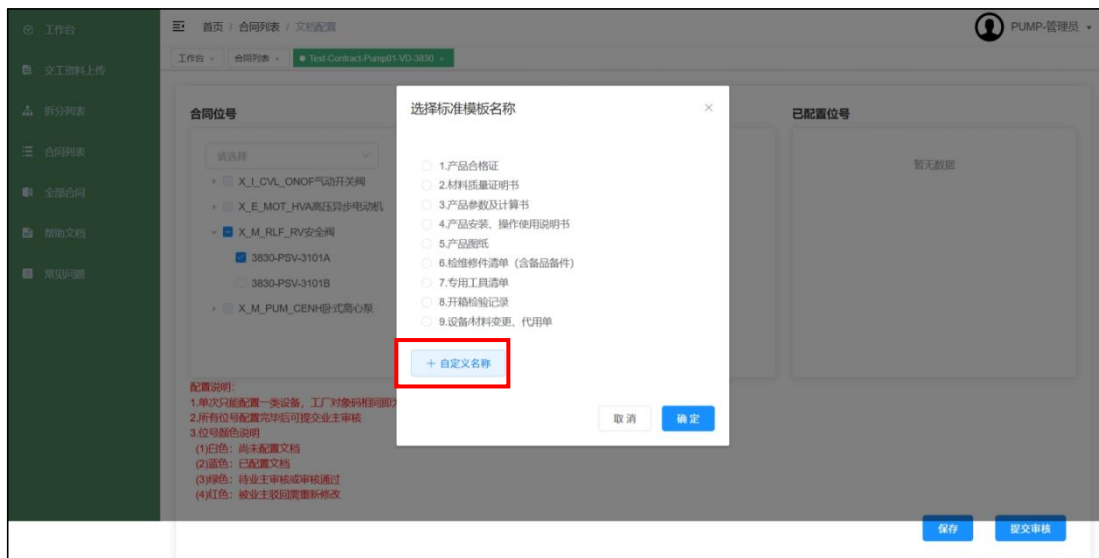 工作台
交工资料上传
拆分列表
合同列表
全部合同
帮助文档
常见问题
首页 / 合同列表 / 文档配置
PUMP-管理员
工作台 ×
合同列表 ×
Test-Contract-Pump01-VD-3830 ×
合同位号
请选择
X_I_CVL_ONOF气动开关阀
X_E_MOT_HVA高压异步电动机
X_M_RLF_RV安全阀
3830-PSV-3101A
3830-PSV-3101B
X_M_PUM_CENH卧式离心泵
选择标准模板名称 ×
1.产品合格证
2.材料质量证明书
3.产品参数及计算书
4.产品安装、操作使用说明书
5.产品图纸
6.检维修件清单（含备品备件）
7.专用工具清单
8.开箱检验记录
9.设备/材料变更、代用单
+ 自定义名称
取消
确定
已配置位号
暂无数据
配置说明:
1.单次只能配置一类设备，工厂对象码相同即
2.所有位号配置完毕后可提交业主审核
3.位号颜色说明
(1)白色：尚未配置文档
(2)蓝色：已配置文档
(3)绿色：待业主审核或审核通过
(4)红色：被业主驳回需重新修改
保存
提交审核